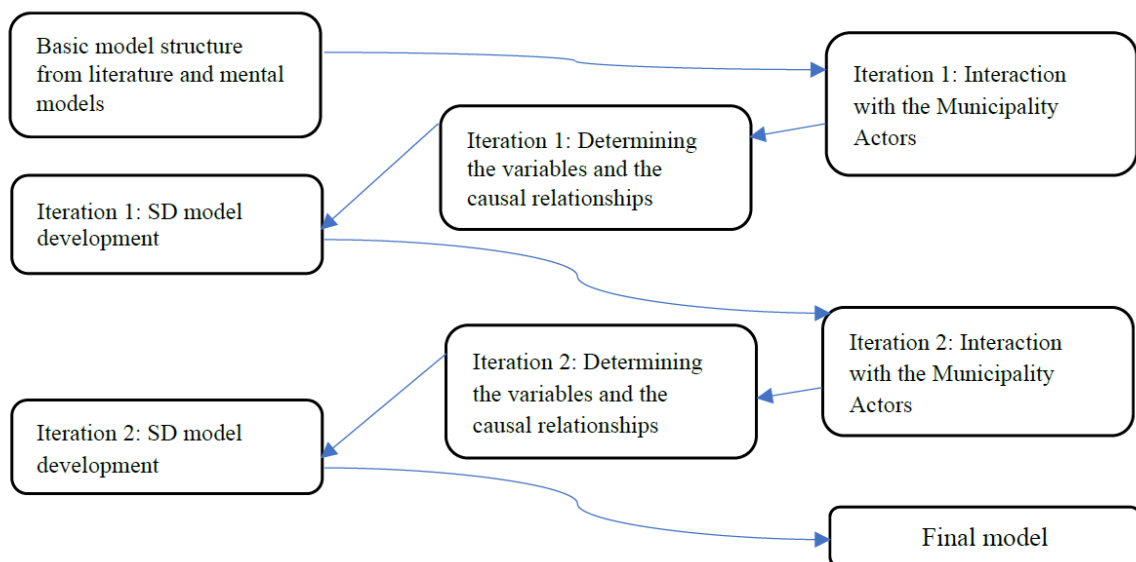 Basic model structure
from literature and mental
models
Iteration 1: Interaction
with the Municipality
Actors
Iteration 1: Determining
the variables and the
causal relationships
Iteration 1: SD model
development
Iteration 2: Interaction
with the Municipality
Actors
Iteration 2: Determining
the variables and the
causal relationships
Iteration 2: SD model
development
Final model